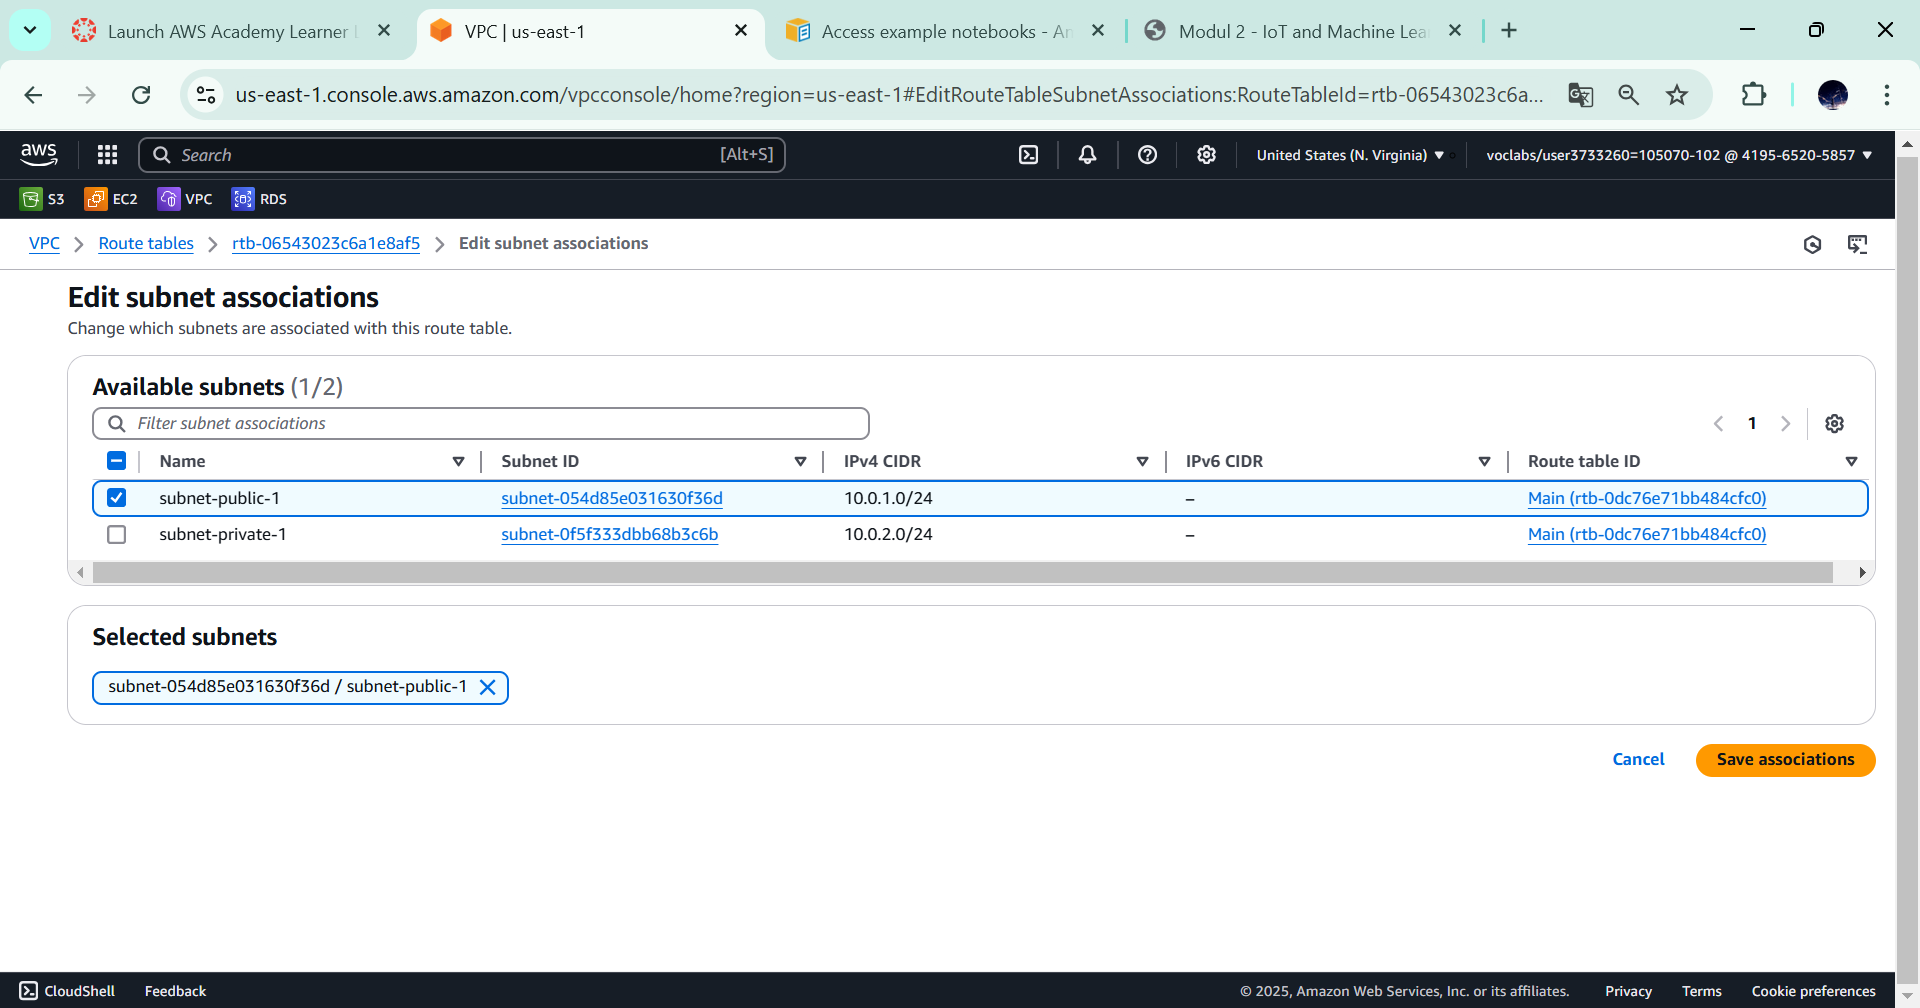 Launch AWS Academy Learner L
VPC | us-east-1
Access example notebooks - Am
Modul 2 - IoT and Machine Lea
us-east-1.console.aws.amazon.com/vpcconsole/home?region=us-east-1#EditRouteTableSubnetAssociations:RouteTableId=rtb-06543023c6a...
aws
Search
[Alt+S]
United States (N. Virginia)
voclabs/user3733260=105070-102 @ 4195-6520-5857
S3
EC2
VPC
RDS
VPC
Route tables
rtb-06543023c6a1e8af5
Edit subnet associations
Edit subnet associations
Change which subnets are associated with this route table.
Available subnets (1/2)
Filter subnet associations
1
Name Subnet ID IPv4 CIDR IPv6 CIDR Route table ID
subnet-public-1 subnet-054d85e031630f36d 10.0.1.0/24 – Main (rtb-0dc76e71bb484cfc0)
subnet-private-1 subnet-0f5f333dbb68b3c6b 10.0.2.0/24 – Main (rtb-0dc76e71bb484cfc0)
Selected subnets
subnet-054d85e031630f36d / subnet-public-1
Cancel
Save associations
CloudShell
Feedback
© 2025, Amazon Web Services, Inc. or its affiliates.
Privacy
Terms
Cookie preferences